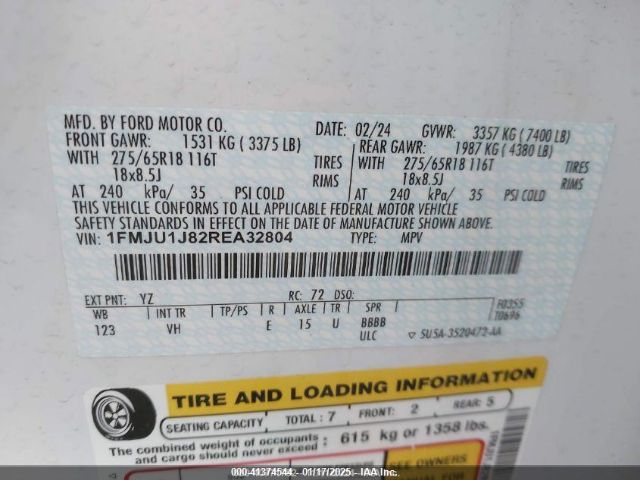 MFD. BY FORD MOTOR CO. DATE: 02/24 GVWR: 3357 KG ( 7400 LB)
FRONT GAWR: 1531 KG ( 3375 LB) REAR GAWR: 1987 KG ( 4380 LB)
WITH 275/65R18 116T TIRES WITH 275/65R18 116T TIRES
18x8.5J RIMS 18x8.5J RIMS
AT 240 kPa/ 35 PSI COLD AT 240 kPa/ 35 PSI COLD
THIS VEHICLE CONFORMS TO ALL APPLICABLE FEDERAL MOTOR VEHICLE
SAFETY STANDARDS IN EFFECT ON THE DATE OF MANUFACTURE SHOWN ABOVE.
VIN: 1FMJU1J82REA32804 TYPE: MPV
EXT PNT: YZ RC: 72 DSO: F0355
WB INT TR TP/PS R AXLE TR SPR T0696
123 VH E 15 U BBBB
ULC 5U5A-3520472-AA
TIRE AND LOADING INFORMATION
SEATING CAPACITY TOTAL : 7 FRONT: 2 REAR: 5
The combined weight of occupants : 615 kg or 1358 lbs.
and cargo should never exceed
SEE OWNERS
000-41374544 - 01/17/2025 - IAA Inc.